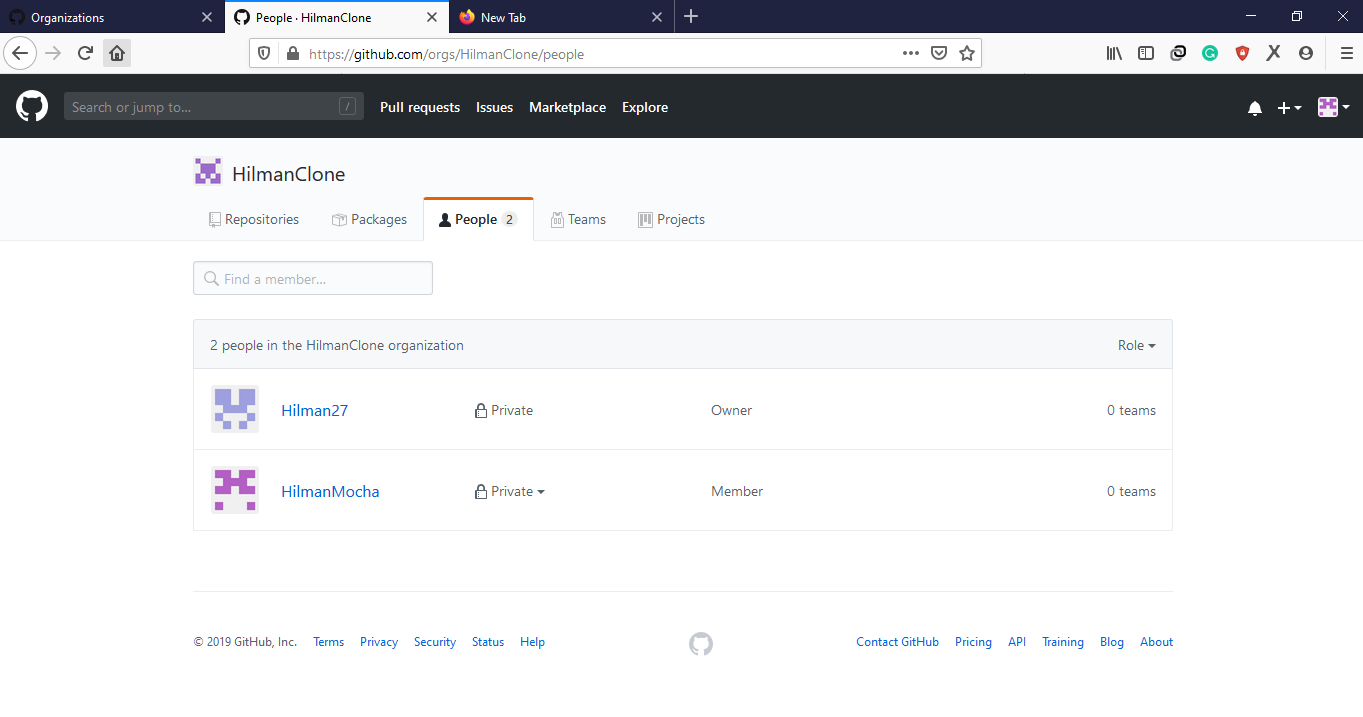 Organizations
People · HilmanClone
New Tab
https://github.com/orgs/HilmanClone/people
Search or jump to... /
Pull requests Issues Marketplace Explore
HilmanClone
Repositories Packages People 2 Teams Projects
Find a member...
2 people in the HilmanClone organization Role
Hilman27 Private Owner 0 teams
HilmanMocha Private Member 0 teams
© 2019 GitHub, Inc. Terms Privacy Security Status Help Contact GitHub Pricing API Training Blog About